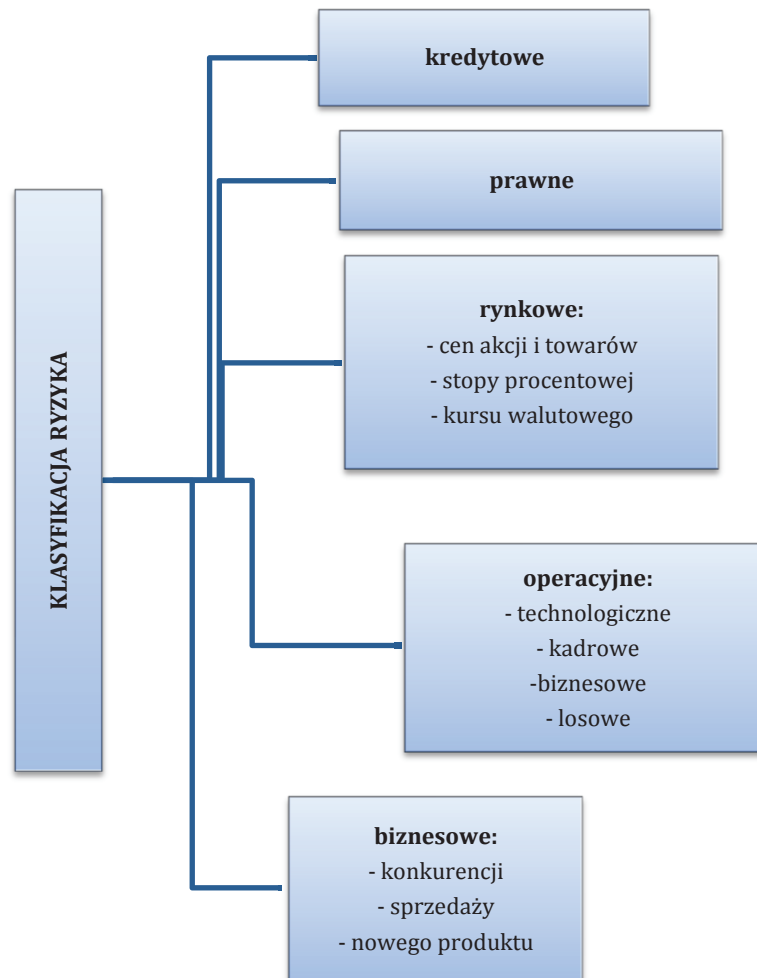 KLASYFIKACJA RYZYKA
kredytowe
prawne
rynkowe:
- cen akcji i towarów
- stopy procentowej
- kursu walutowego
operacyjne:
- technologiczne
- kadrowe
-biznesowe
- losowe
biznesowe:
- konkurencji
- sprzedaży
- nowego produktu